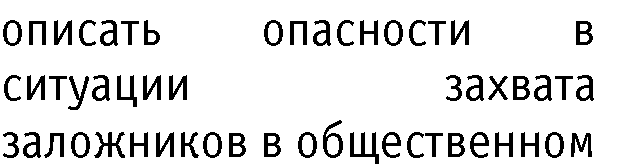 описать опасности в
ситуации захвата
заложников в общественном